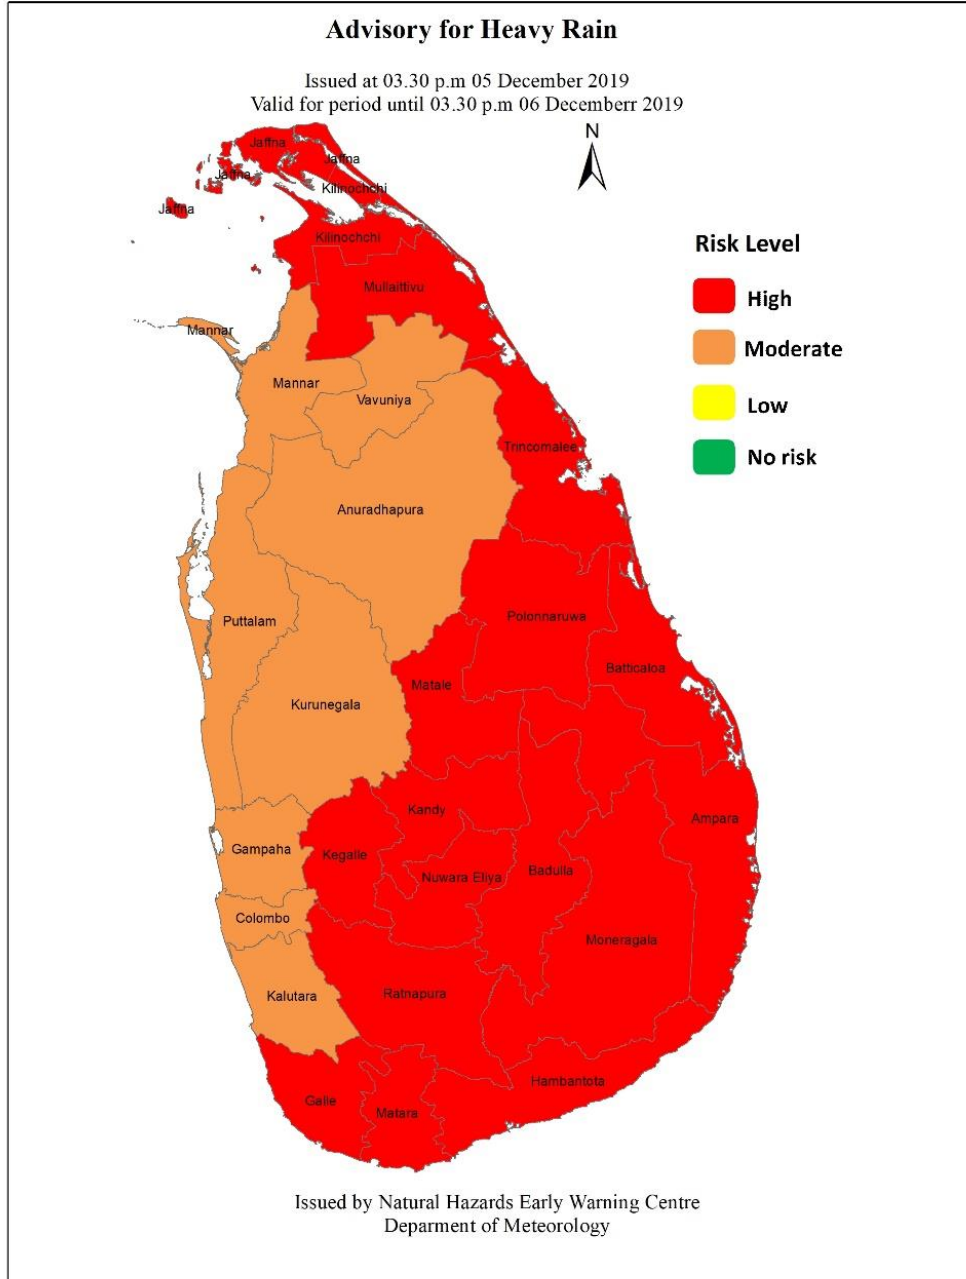 Advisory for Heavy Rain
Issued at 03.30 p.m 05 December 2019
Valid for period until 03.30 p.m 06 Decemberr 2019
N
Jaffna
Jaffna
Jaffna
Kilinochchi
Jaffna
Kilinochchi
Risk Level
Mullaittivu
High
Mannar
Moderate
Mannar
Vavuniya
Low
Trincomalee
No risk
Anuradhapura
Polonnaruwa
Puttalam
Batticaloa
Matale
Kurunegala
Kandy
Ampara
Gampaha
Kegalle
Badulla
Nuwara Eliya
Colombo
Moneragala
Ratnapura
Kalutara
Hambantota
Galle
Matara
Issued by Natural Hazards Early Warning Centre
Deparment of Meteorology